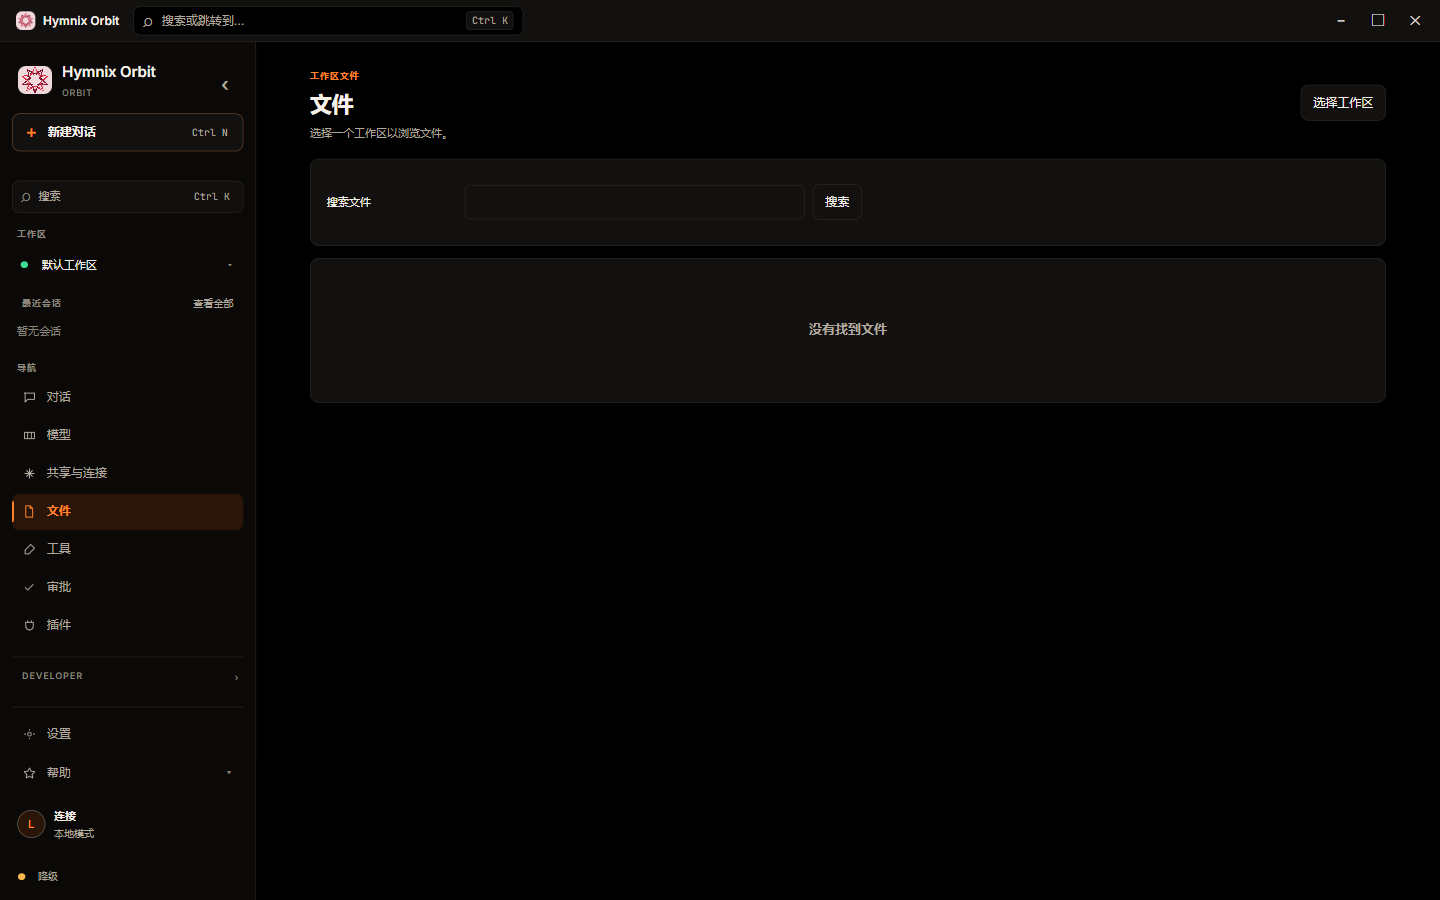 Hymnix Orbit
搜索或跳转到...
Ctrl K
Hymnix Orbit
ORBIT
新建对话
Ctrl N
搜索
Ctrl K
工作区
默认工作区
最近会话
查看全部
暂无会话
导航
对话
模型
共享与连接
文件
工具
审批
插件
DEVELOPER
设置
帮助
L
连接
本地模式
降级
工作区文件
文件
选择一个工作区以浏览文件。
选择工作区
搜索文件
搜索
没有找到文件